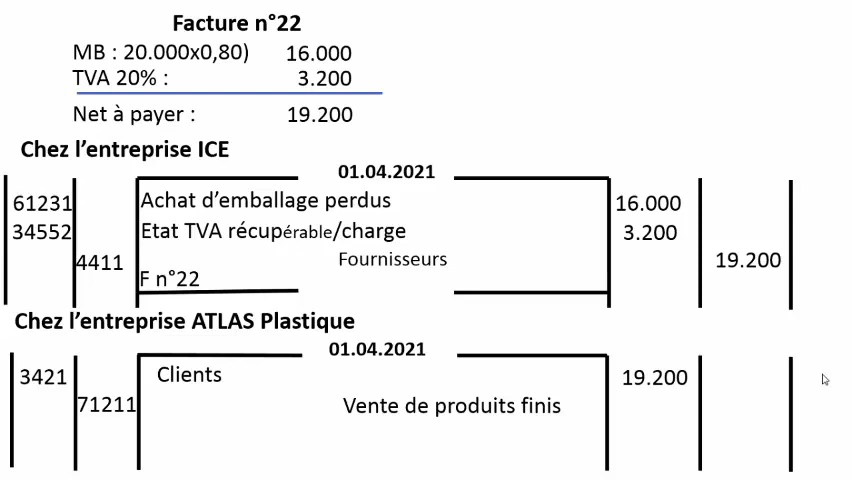 Facture n°22
MB : 20.000x0,80) 16.000
TVA 20% : 3.200
Net à payer : 19.200
Chez l'entreprise ICE
01.04.2021
61231 Achat d'emballage perdus 16.000
34552 Etat TVA récupérable/charge 3.200
4411 Fournisseurs 19.200
F n°22
Chez l'entreprise ATLAS Plastique
01.04.2021
3421 Clients 19.200
71211 Vente de produits finis